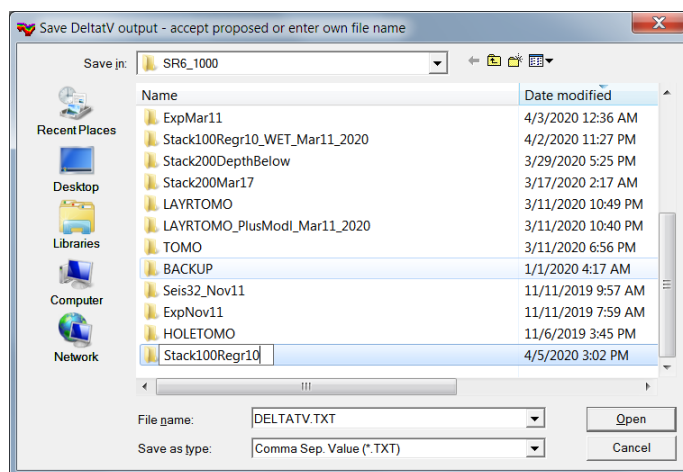 Save DeltatV output - accept proposed or enter own file name
Save in: SR6_1000
Name Date modified
ExpMar11 4/3/2020 12:36 AM
Stack100Regr10_WET_Mar11_2020 4/2/2020 11:27 PM
Stack200DepthBelow 3/29/2020 5:25 PM
Stack200Mar17 3/17/2020 2:17 AM
LAYRTOMO 3/11/2020 10:49 PM
LAYRTOMO_PlusModl_Mar11_2020 3/11/2020 10:40 PM
TOMO 3/11/2020 6:56 PM
BACKUP 1/1/2020 4:17 AM
Seis32_Nov11 11/11/2019 9:57 AM
ExpNov11 11/11/2019 7:59 AM
HOLETOMO 11/6/2019 3:45 PM
Stack100Regr10 4/5/2020 3:02 PM
Recent Places
Desktop
Libraries
Computer
Network
File name: DELTATV.TXT Open
Save as type: Comma Sep. Value (*.TXT) Cancel